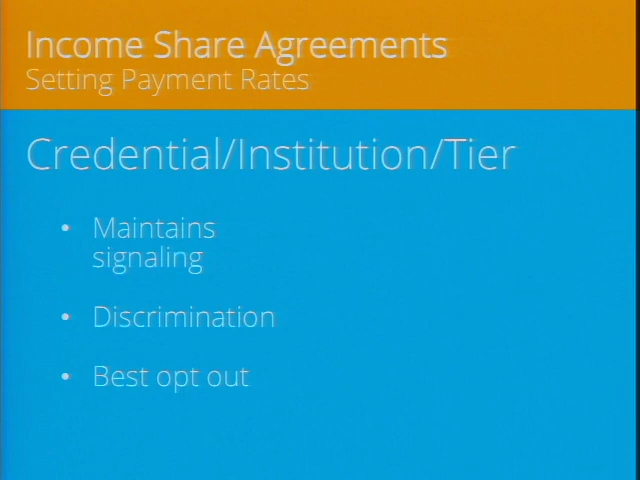 Income Share Agreements
Setting Payment Rates
Credential/Institution/Tier
• Maintains
signaling
• Discrimination
• Best opt out